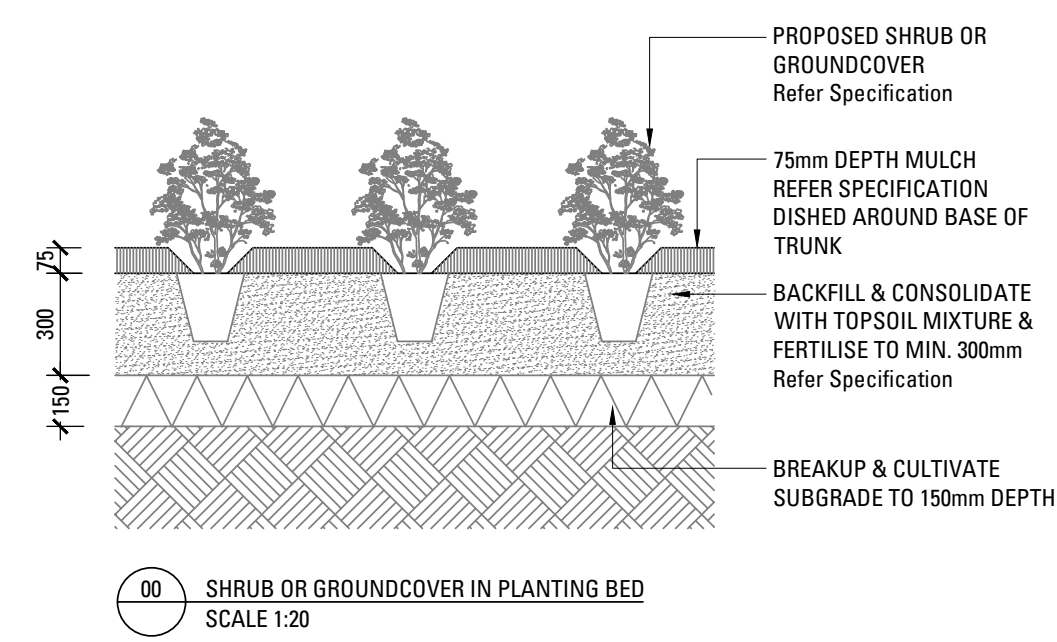 PROPOSED SHRUB OR
GROUNDCOVER
Refer Specification
75mm DEPTH MULCH
REFER SPECIFICATION
DISHED AROUND BASE OF
TRUNK
BACKFILL & CONSOLIDATE
WITH TOPSOIL MIXTURE &
FERTILISE TO MIN. 300mm
Refer Specification
BREAKUP & CULTIVATE
SUBGRADE TO 150mm DEPTH
75
300
150
00
SHRUB OR GROUNDCOVER IN PLANTING BED
SCALE 1:20